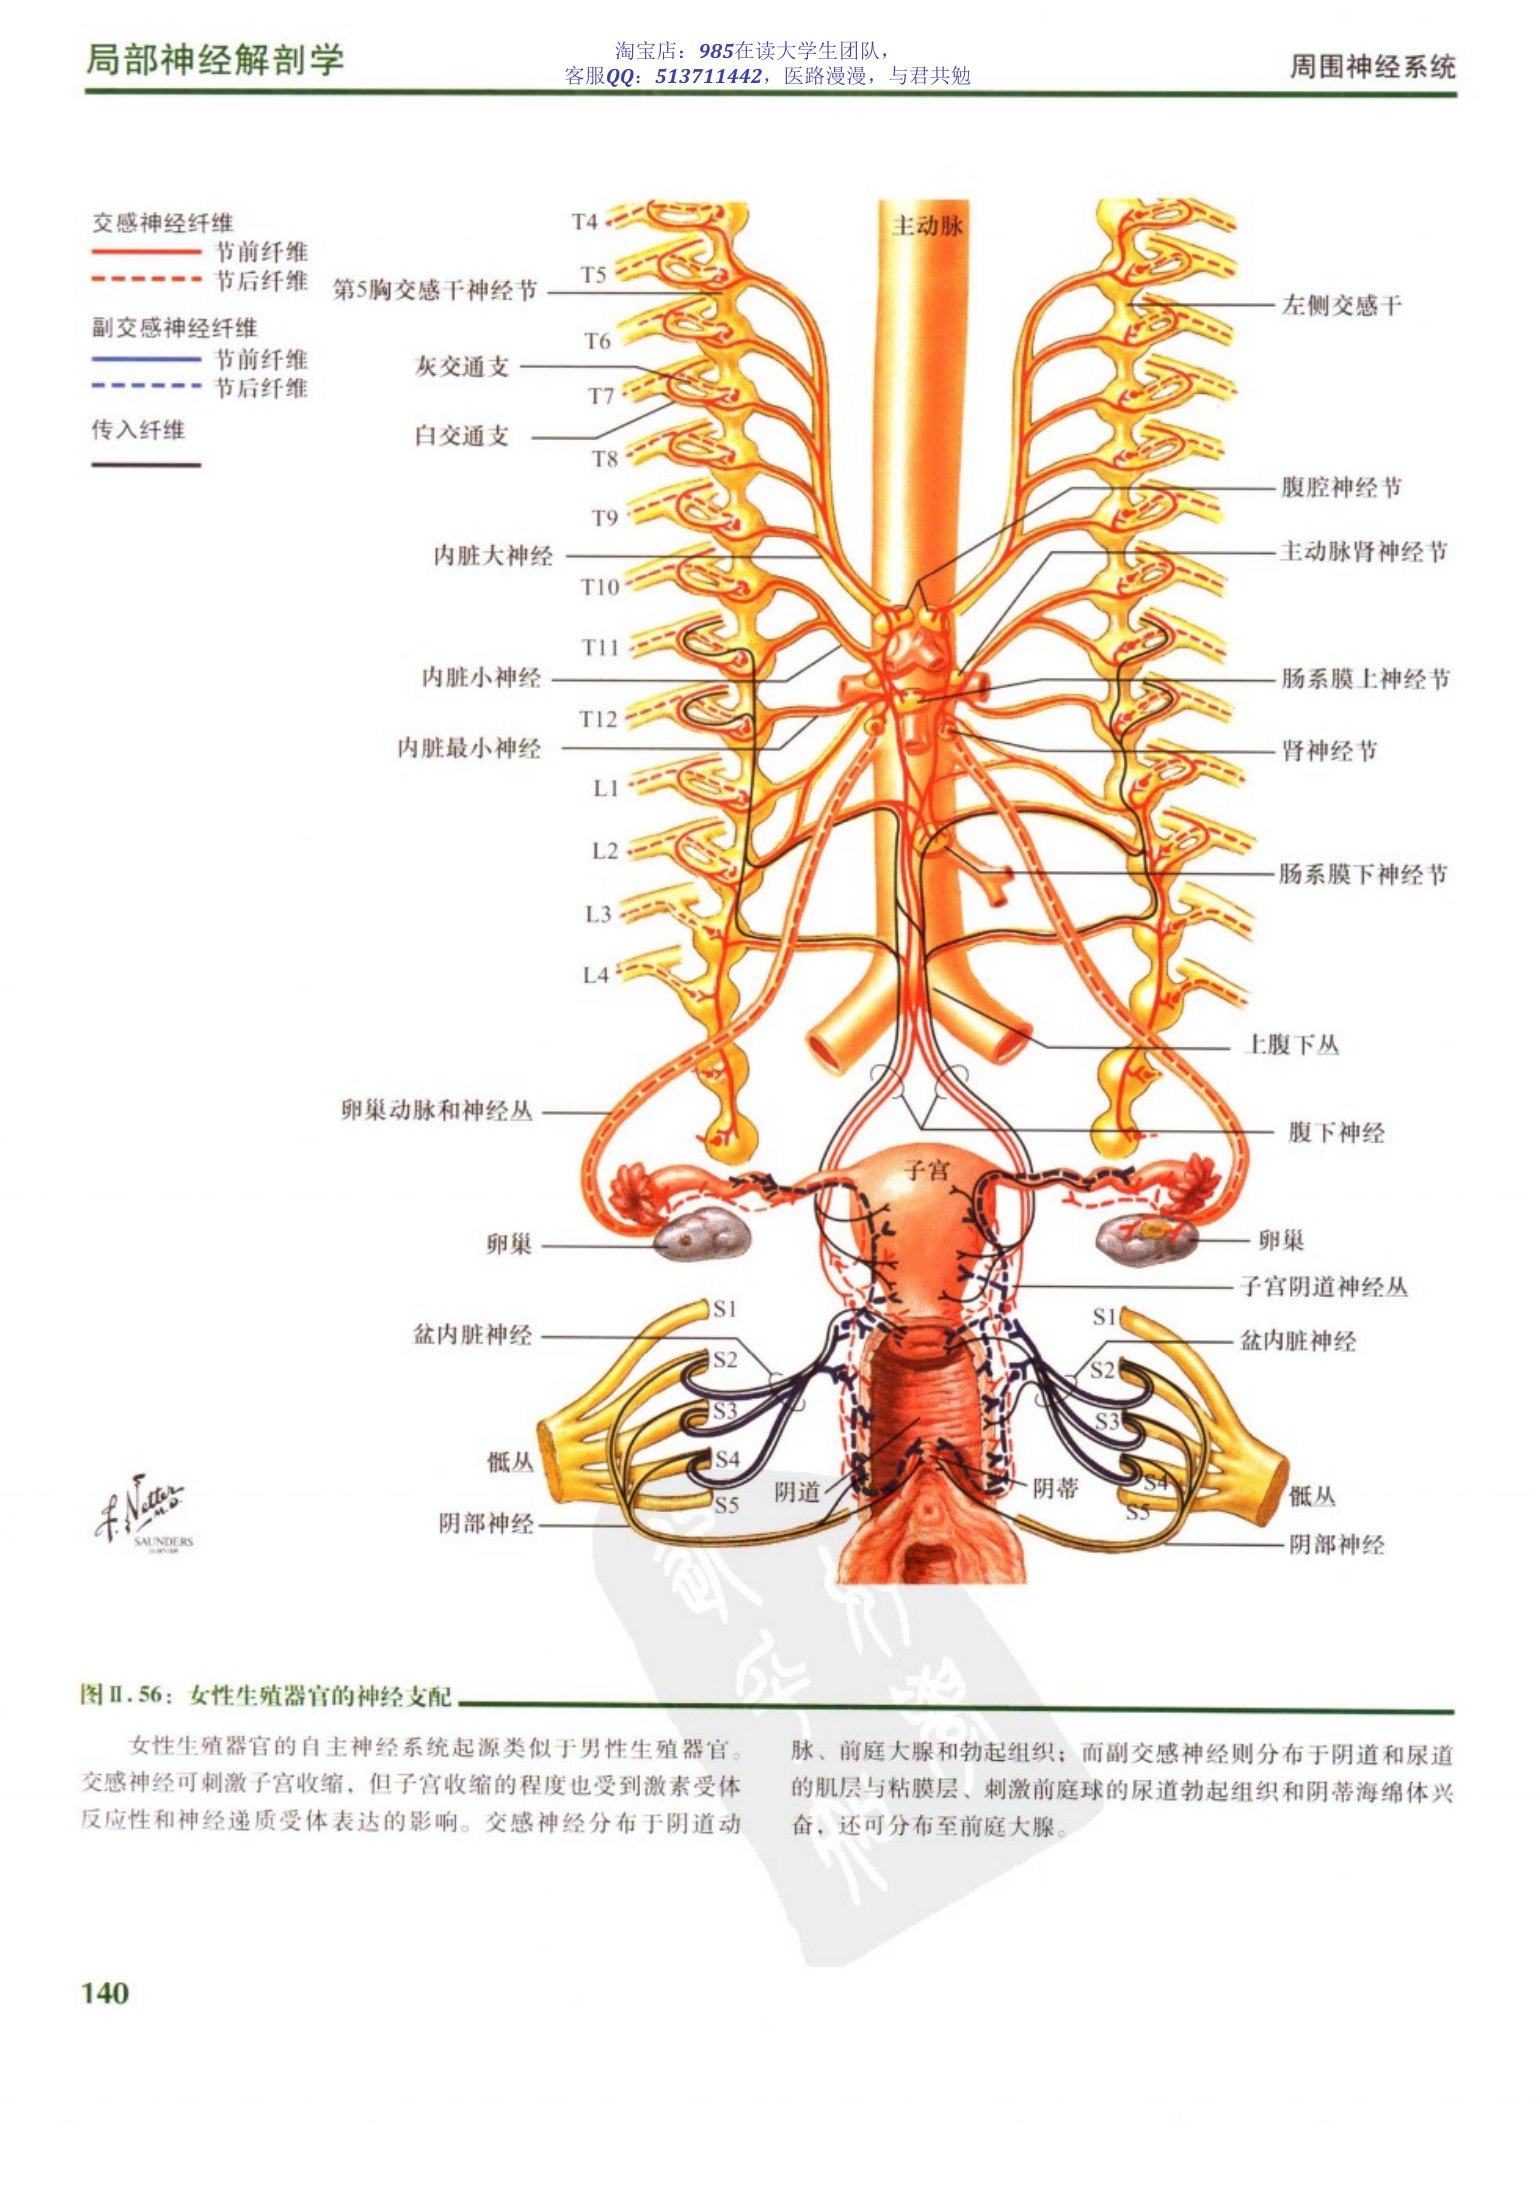 局部神经解剖学
淘宝店：985在读大学生团队，
客服QQ：513711442，医路漫漫，与君共勉
周围神经系统
交感神经纤维
节前纤维
节后纤维
副交感神经纤维
节前纤维
节后纤维
传入纤维
T4
T5
第5胸交感干神经节
T6
灰交通支
T7
白交通支
T8
T9
内脏大神经
T10
T11
内脏小神经
T12
内脏最小神经
L1
L2
L3
L4
卵巢动脉和神经丛
卵巢
盆内脏神经
骶丛
阴部神经
主动脉
子宫
S1
S2
S3
S4
S5
阴道
阴蒂
S1
S2
S3
S4
S5
左侧交感干
腹腔神经节
主动脉肾神经节
肠系膜上神经节
肾神经节
肠系膜下神经节
上腹下丛
腹下神经
卵巢
子宫阴道神经丛
盆内脏神经
骶丛
阴部神经
F. Netter M.D.
SAUNDERS
图Ⅱ.56：女性生殖器官的神经支配
女性生殖器官的自主神经系统起源类似于男性生殖器官。
交感神经可刺激子宫收缩，但子宫收缩的程度也受到激素受体
反应性和神经递质受体表达的影响。交感神经分布于阴道动
脉、前庭大腺和勃起组织；而副交感神经则分布于阴道和尿道
的肌层与粘膜层、刺激前庭球的尿道勃起组织和阴蒂海绵体兴
奋，还可分布至前庭大腺。
140